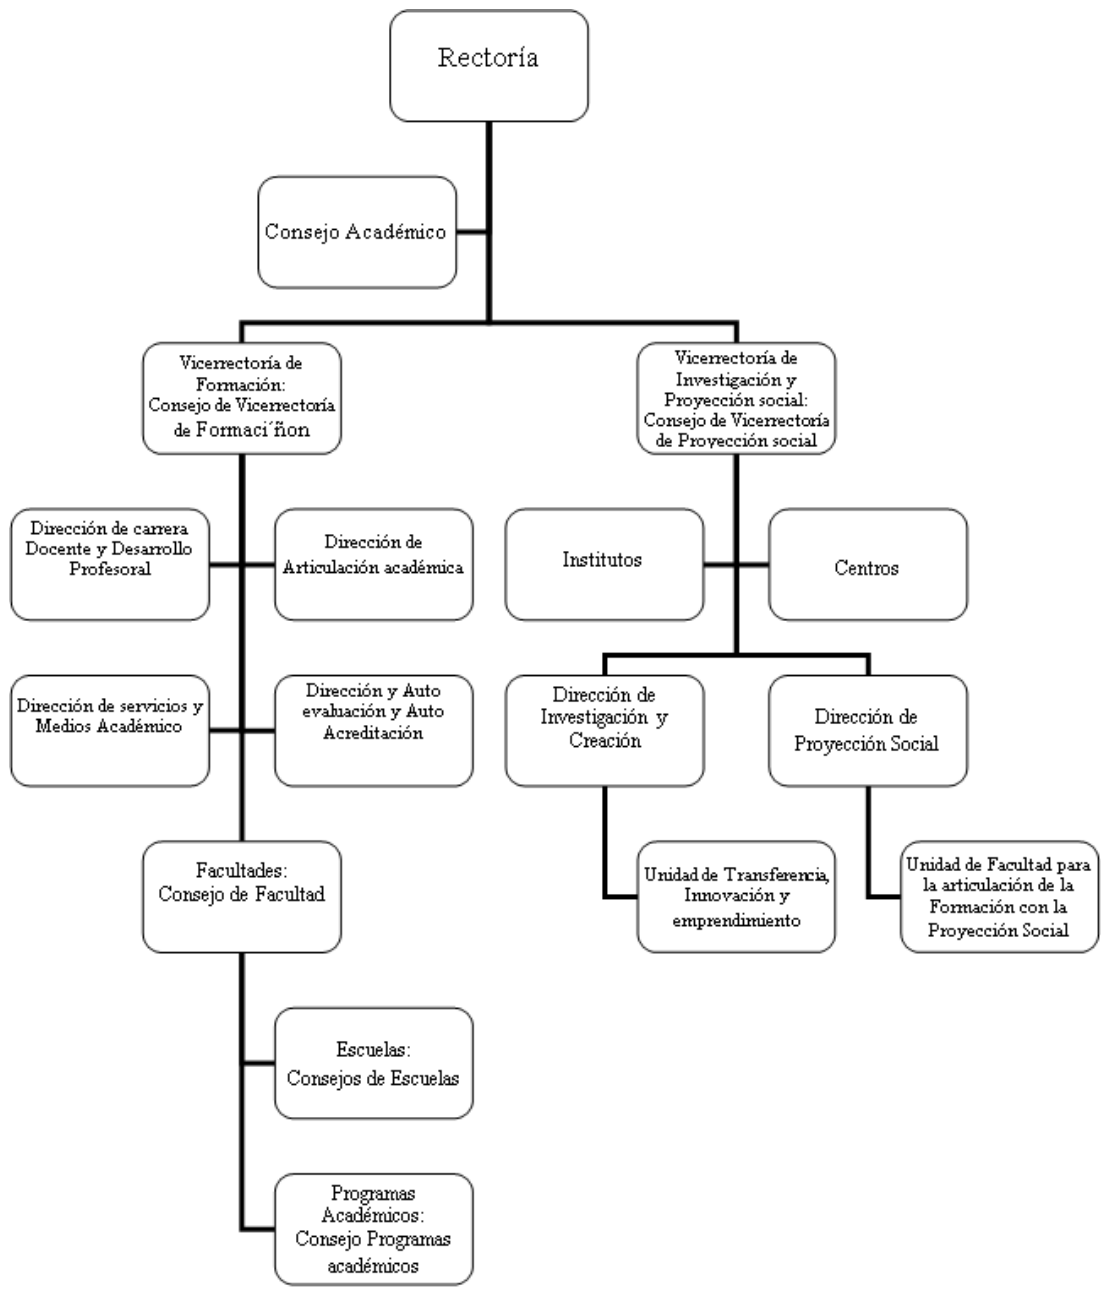 Rectoría
Consejo Académico
Vicerrectoría de
Formación:
Consejo de Vicerrectoría
de Formaci´ñon
Vicerrectoría de
Investigación y
Proyección social:
Consejo de Vicerrectoría
de Proyección social
Dirección de carrera
Docente y Desarrollo
Profesoral
Dirección de
Articulación académica
Institutos
Centros
Dirección de servicios y
Medios Académico
Dirección y Auto
evaluación y Auto
Acreditación
Dirección de
Investigación y
Creación
Dirección de
Proyección Social
Facultades:
Consejo de Facultad
Unidad de Transferencia,
Innovación y
emprendimiento
Unidad de Facultad para
la articulación de la
Formación con la
Proyección Social
Escuelas:
Consejos de Escuelas
Programas
Académicos:
Consejo Programas
académicos